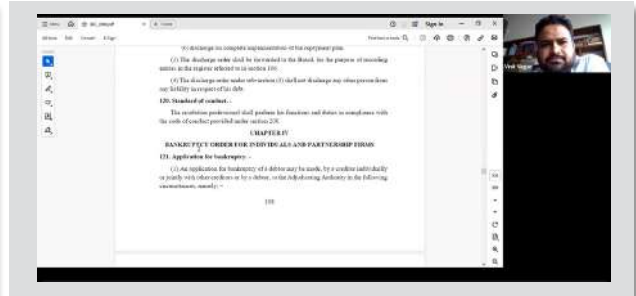 Sign in
(b) discharge on complete implementation of the repayment plan.
(3) The discharge order shall be forwarded to the Board, for the purpose of recording
entries in the register referred to in section 196.
(4) The discharge order under sub-section (3) shall not discharge any other person from
any liability in respect of his debt.
120. Standard of conduct. -
The resolution professional shall perform his functions and duties in compliance with
the code of conduct provided under section 208.
CHAPTER IV
BANKRUPTCY ORDER FOR INDIVIDUALS AND PARTNERSHIP FIRMS
121. Application for bankruptcy. -
(1) An application for bankruptcy of a debtor may be made, by a creditor individually
or jointly with other creditors or by a debtor, to the Adjudicating Authority in the following
circumstances, namely: -